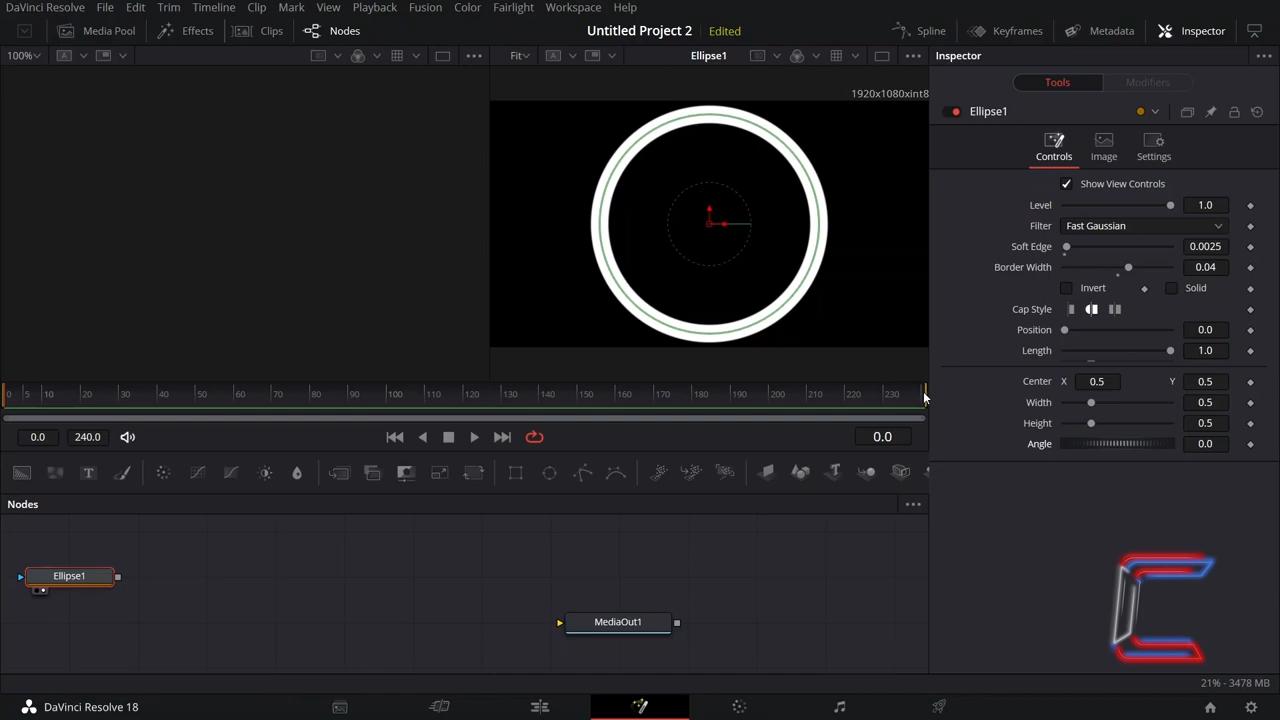 DaVinci Resolve File Edit Trim Timeline Clip Mark View Playback Fusion Color Fairlight Workspace Help
Media Pool Effects Clips Nodes Untitled Project 2 Edited Spline Keyframes Metadata Inspector
100% Fit Ellipse1 Inspector
Tools Modifiers
1920x1080xint8
Ellipse1
Controls Image Settings
Show View Controls
Level 1.0
Filter Fast Gaussian
Soft Edge 0.0025
Border Width 0.04
Invert Solid
Cap Style
Position 0.0
Length 1.0
Center X 0.5 Y 0.5
Width 0.5
Height 0.5
Angle 0.0
0 5 10 20 30 40 50 60 70 80 90 100 110 120 130 140 150 160 170 180 190 200 210 220 230
0.0 240.0 0.0
Nodes
Ellipse1
MediaOut1
21% - 3478 MB
DaVinci Resolve 18